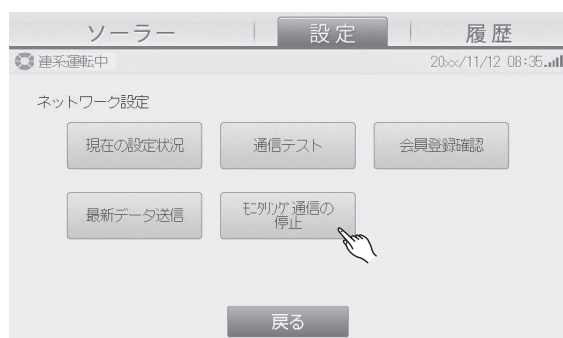 ソーラー 設定 履歴
連系運転中 20××/11/12 08:35
ネットワーク設定
現在の設定状況 通信テスト 会員登録確認
最新データ送信 ﾓﾆﾀﾘﾝｸﾞ通信の
停止
戻る